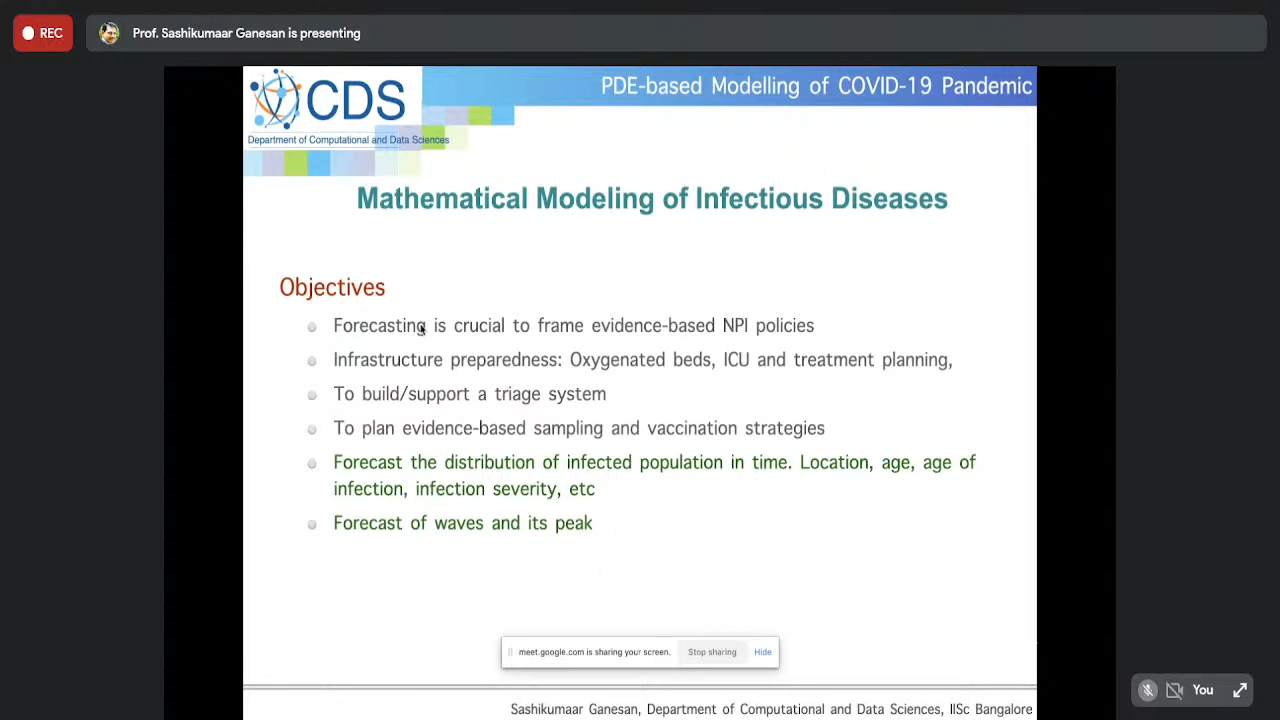 REC
Prof. Sashikumaar Ganesan is presenting
CDS
Department of Computational and Data Sciences
PDE-based Modelling of COVID-19 Pandemic
Mathematical Modeling of Infectious Diseases
Objectives
Forecasting is crucial to frame evidence-based NPI policies
Infrastructure preparedness: Oxygenated beds, ICU and treatment planning,
To build/support a triage system
To plan evidence-based sampling and vaccination strategies
Forecast the distribution of infected population in time. Location, age, age of
infection, infection severity, etc
Forecast of waves and its peak
meet.google.com is sharing your screen. Stop sharing Hide
You
Sashikumaar Ganesan, Department of Computational and Data Sciences, IISc Bangalore